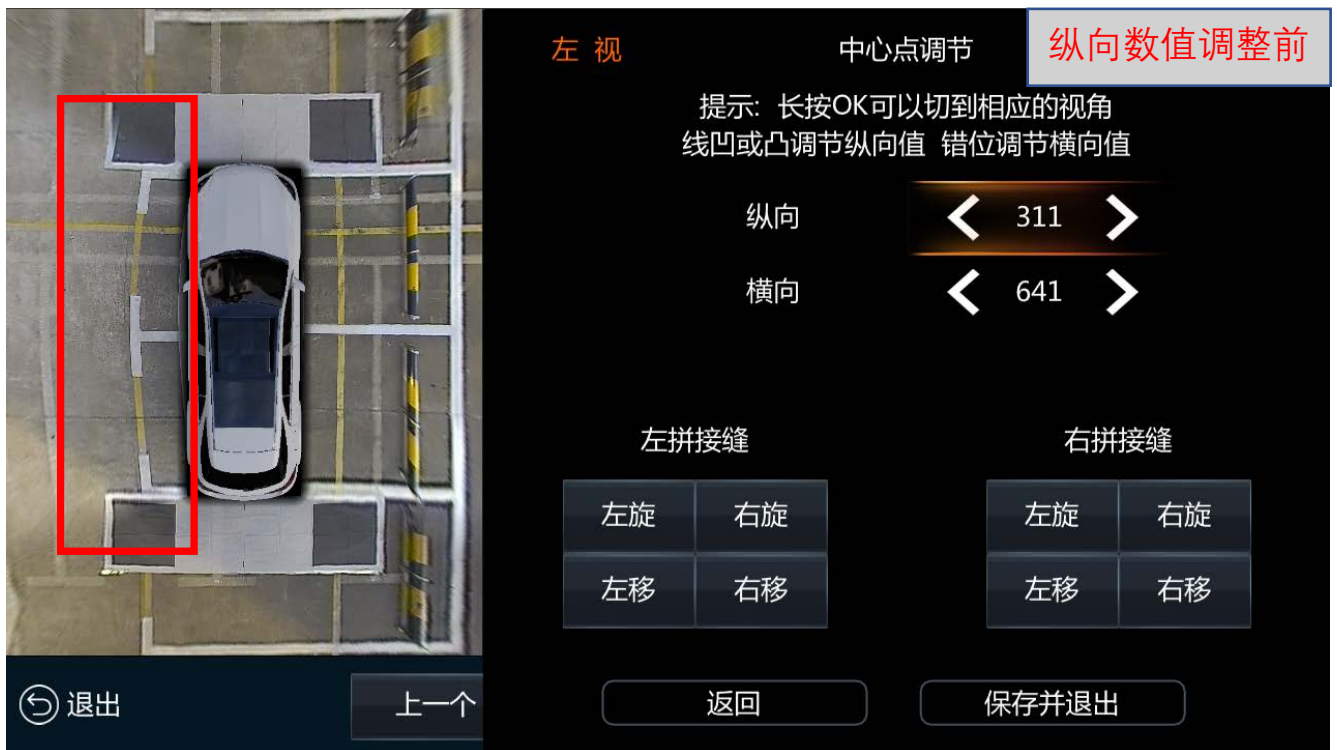 左 视
中心点调节
纵向数值调整前
提示: 长按OK可以切到相应的视角
线凹或凸调节纵向值 错位调节横向值
纵向
311
横向
641
左拼接缝
右拼接缝
左旋
右旋
左旋
右旋
左移
右移
左移
右移
退出
上一个
返回
保存并退出